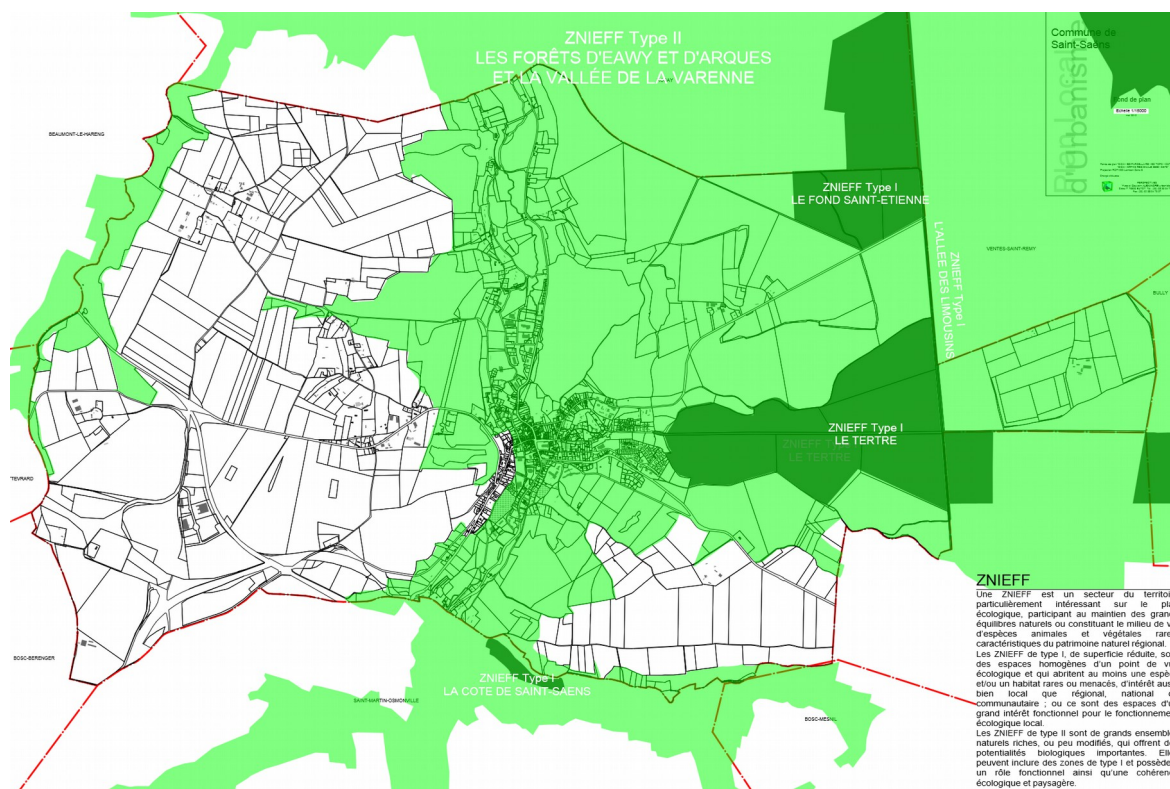 ZNIEFF Type II
LES FORÊTS D'EAWY ET D'ARQUES
ET LA VALLÉE DE LA VARENNE
Commune de
Saint-Saëns
Plan Local
d'Urbanisme
Fond de plan
BEAUMONT-LE-HARENG
ZNIEFF Type I
LE FOND SAINT-ETIENNE
ZNIEFF Type I
L'ALLEE DES LIMOUSINS
VENTES-SAINT-REMY
BULLY
ZNIEFF Type I
LE TERTRE
ZNIEFF
LE TERTRE
TEVRARD
BOSC-BERENGER
ZNIEFF Type I
LA COTE DE SAINT-SAENS
SAINT-MARTIN-OSMONVILLE
BOSC-MESNIL
ZNIEFF
Une ZNIEFF est un secteur du territoi
particulièrement intéressant sur le pla
écologique, participant au maintien des grand
équilibres naturels ou constituant le milieu de v
d'espèces animales et végétales rare
caractéristiques du patrimoine naturel régional.
Les ZNIEFF de type I, de superficie réduite, so
des espaces homogènes d'un point de v
écologique et qui abritent au moins une espè
et/ou un habitat rares ou menacés, d'intérêt aus
bien local que régional, national o
communautaire ; ou ce sont des espaces d'
grand intérêt fonctionnel pour le fonctionneme
écologique local.
Les ZNIEFF de type II sont de grands ensembl
naturels riches, ou peu modifiés, qui offrent d
potentialités biologiques importantes. Elle
peuvent inclure des zones de type I et possède
un rôle fonctionnel ainsi qu'une cohéren
écologique et paysagère.